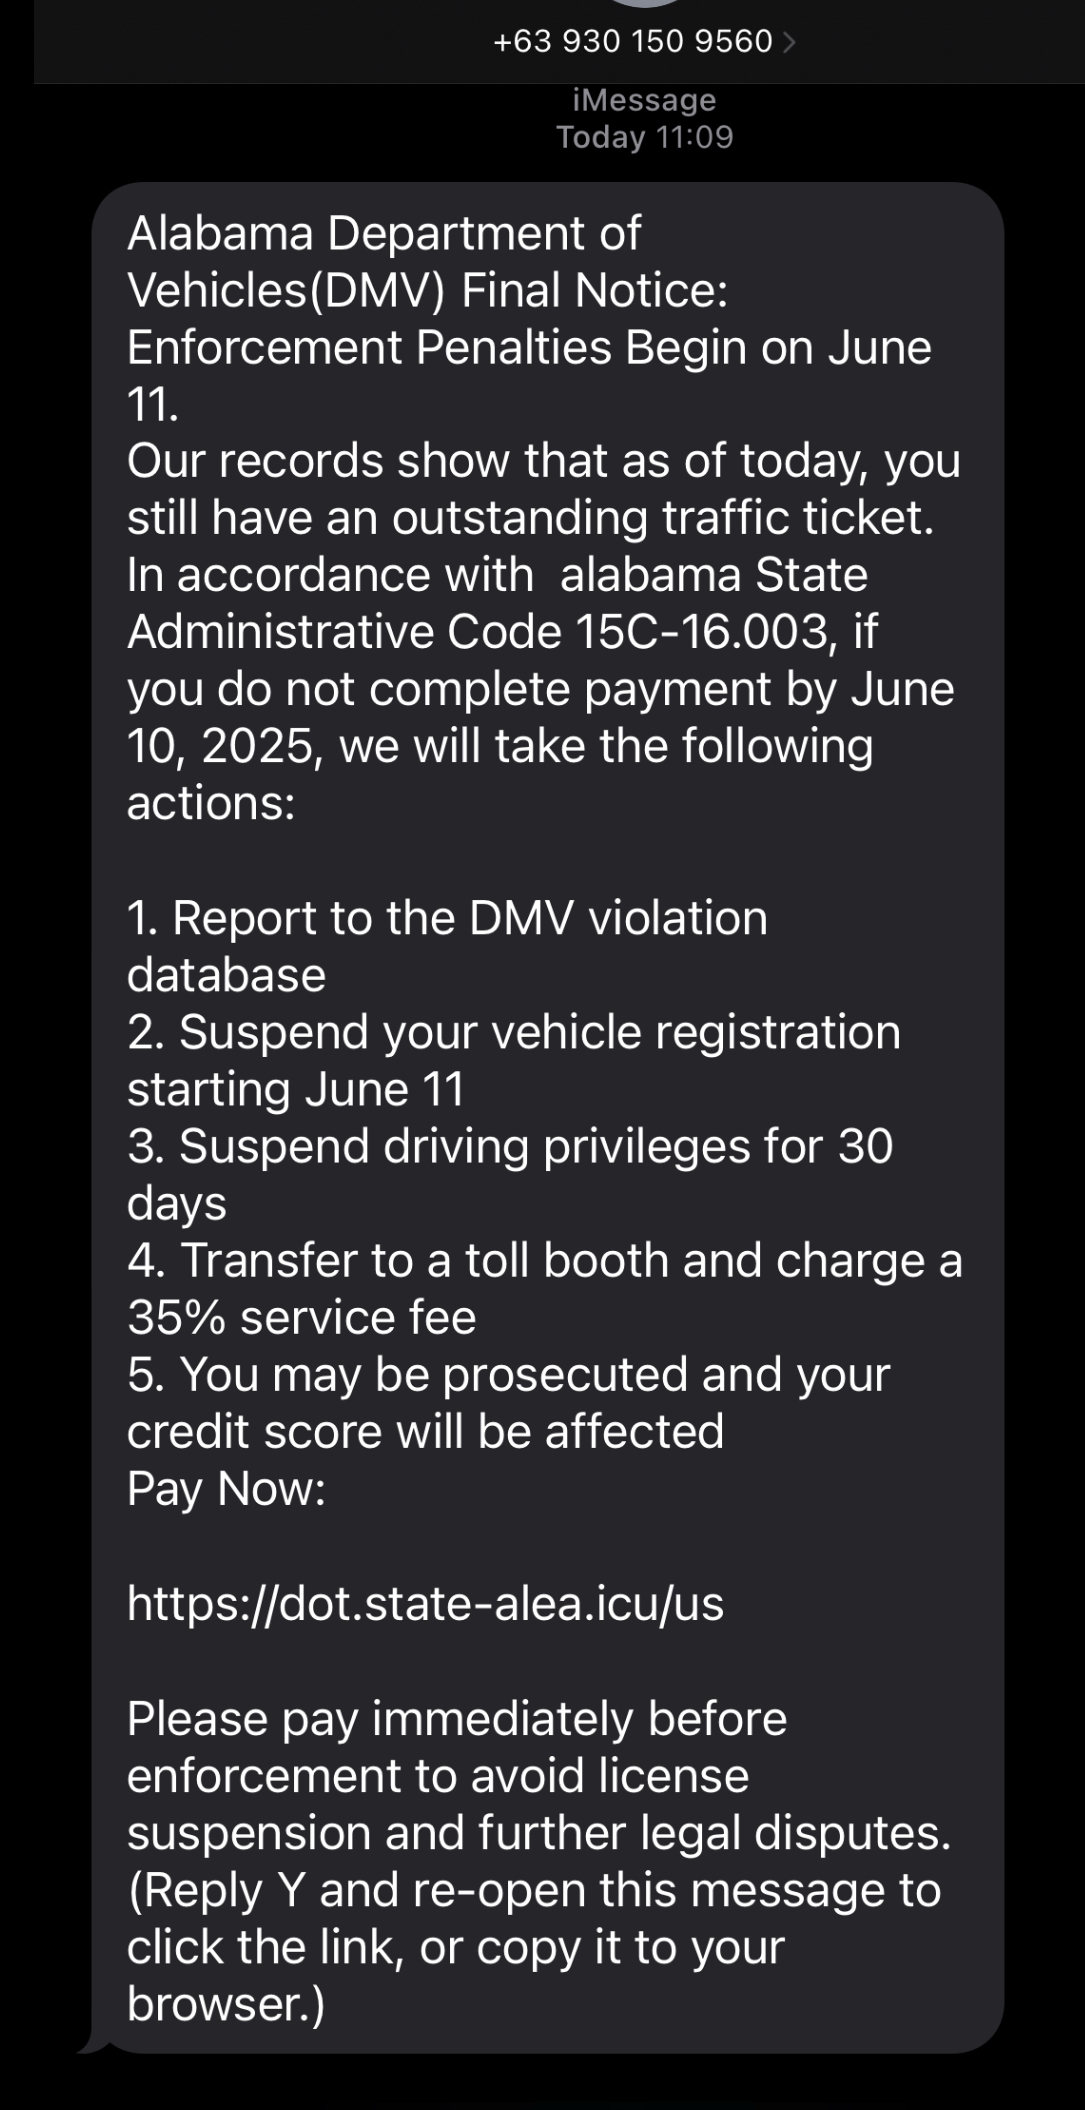 +63 930 150 9560
iMessage
Today 11:09
Alabama Department of
Vehicles(DMV) Final Notice:
Enforcement Penalties Begin on June
11.
Our records show that as of today, you
still have an outstanding traffic ticket.
In accordance with  alabama State
Administrative Code 15C-16.003, if
you do not complete payment by June
10, 2025, we will take the following
actions:

1. Report to the DMV violation
database
2. Suspend your vehicle registration
starting June 11
3. Suspend driving privileges for 30
days
4. Transfer to a toll booth and charge a
35% service fee
5. You may be prosecuted and your
credit score will be affected
Pay Now:

https://dot.state-alea.icu/us

Please pay immediately before
enforcement to avoid license
suspension and further legal disputes.
(Reply Y and re-open this message to
click the link, or copy it to your
browser.)